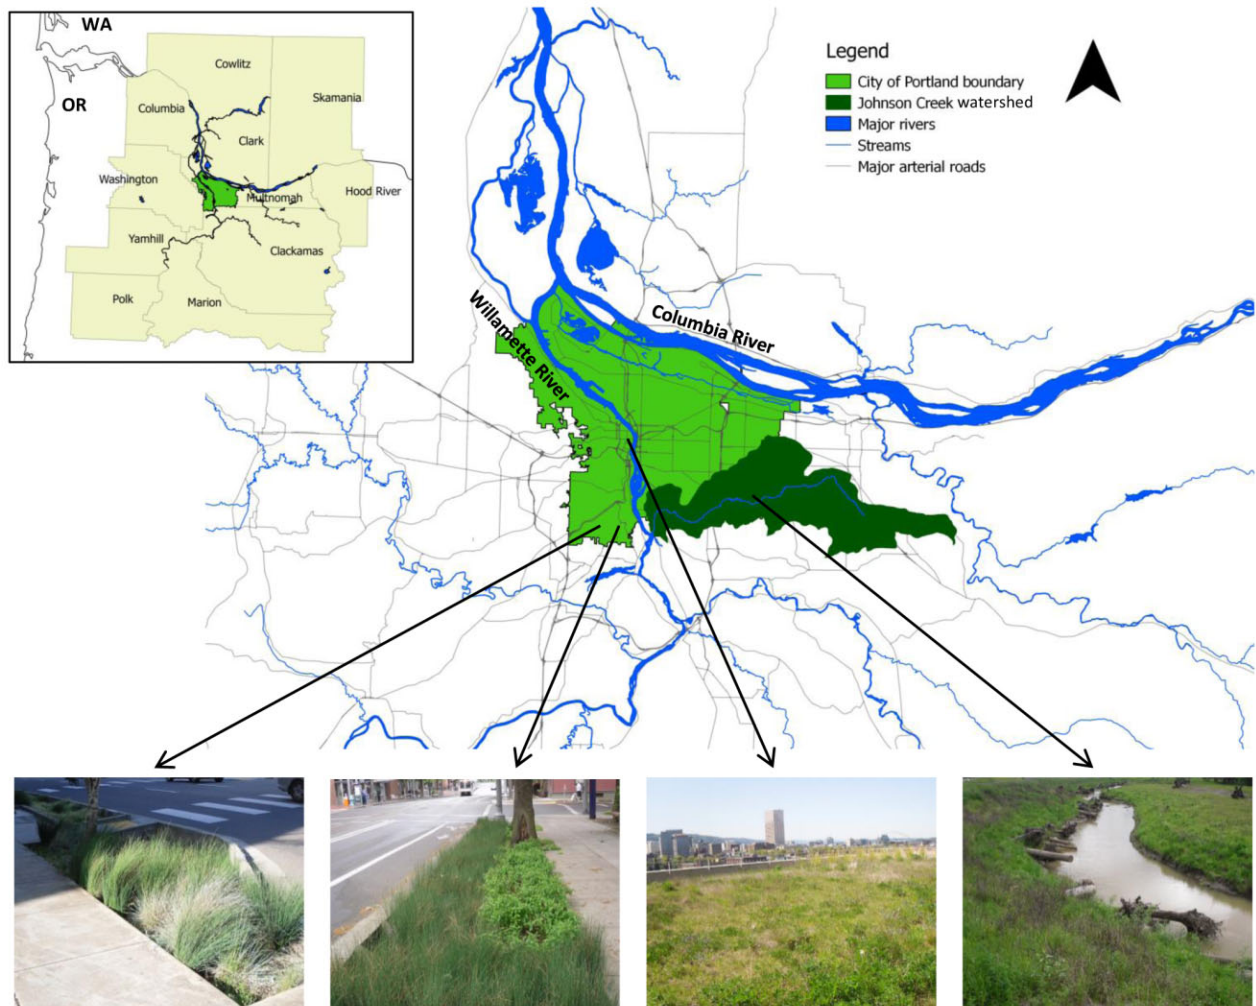 WA
OR
Cowlitz
Skamania
Columbia
Clark
Washington
Multnomah
Hood River
Yamhill
Clackamas
Polk
Marion
Legend
City of Portland boundary
Johnson Creek watershed
Major rivers
Streams
Major arterial roads
Columbia River
Willamette River